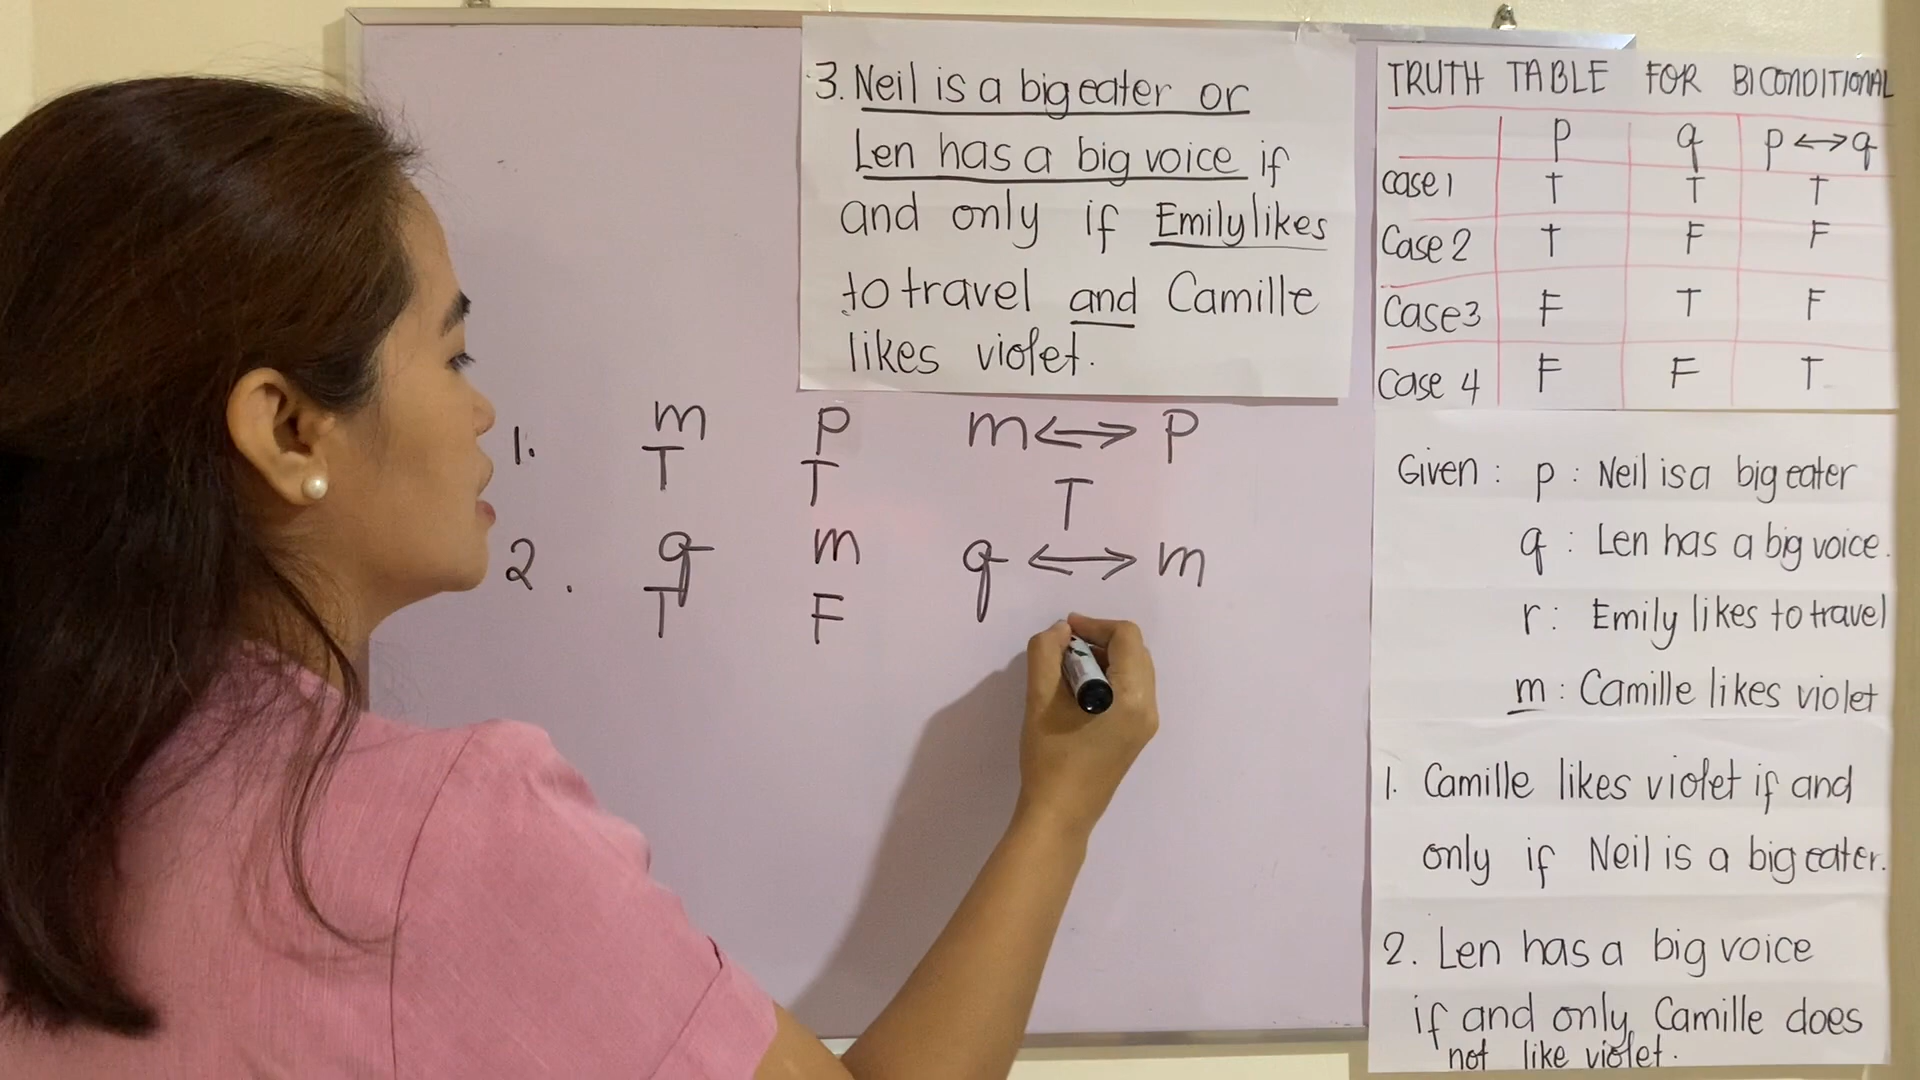 3. Neil is a big eater or
Len has a big voice if
and only if Emily likes
to travel and Camille
likes violet.
TRUTH TABLE FOR BICONDITIONAL
p q p ↔ q
case 1 T T T
Case 2 T F F
Case 3 F T F
Case 4 F F T
1. m p m ↔ p
T T T
2. q m q ↔ m
T F
Given : p : Neil is a big eater
q : Len has a big voice.
r : Emily likes to travel
m : Camille likes violet
1. Camille likes violet if and
only if Neil is a big eater.
2. Len has a big voice
if and only Camille does
not like violet.